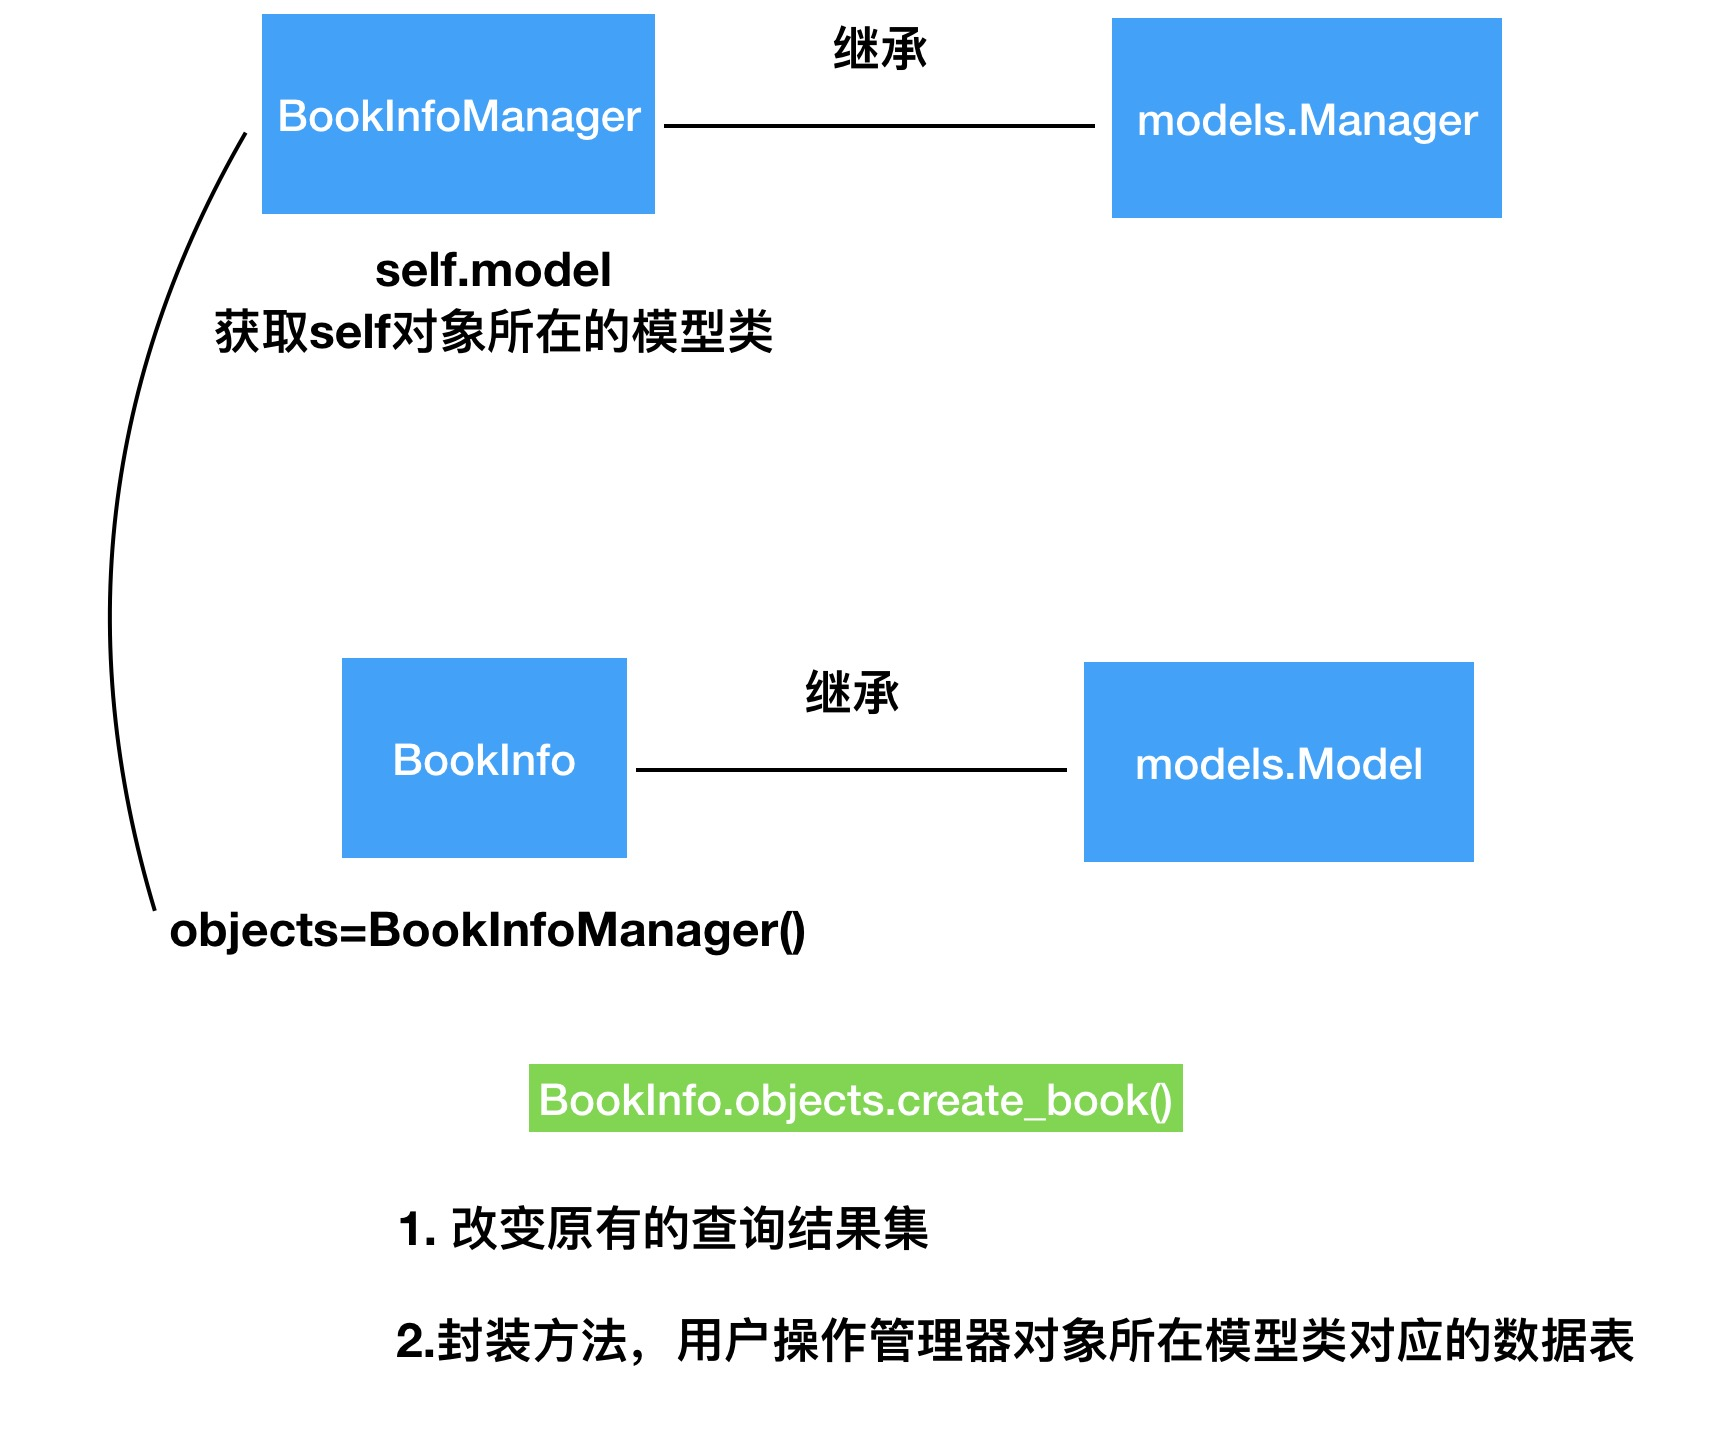 继承
BookInfoManager
models.Manager
self.model
获取self对象所在的模型类
继承
BookInfo
models.Model
objects=BookInfoManager()
BookInfo.objects.create_book()
1. 改变原有的查询结果集
2.封装方法，用户操作管理器对象所在模型类对应的数据表